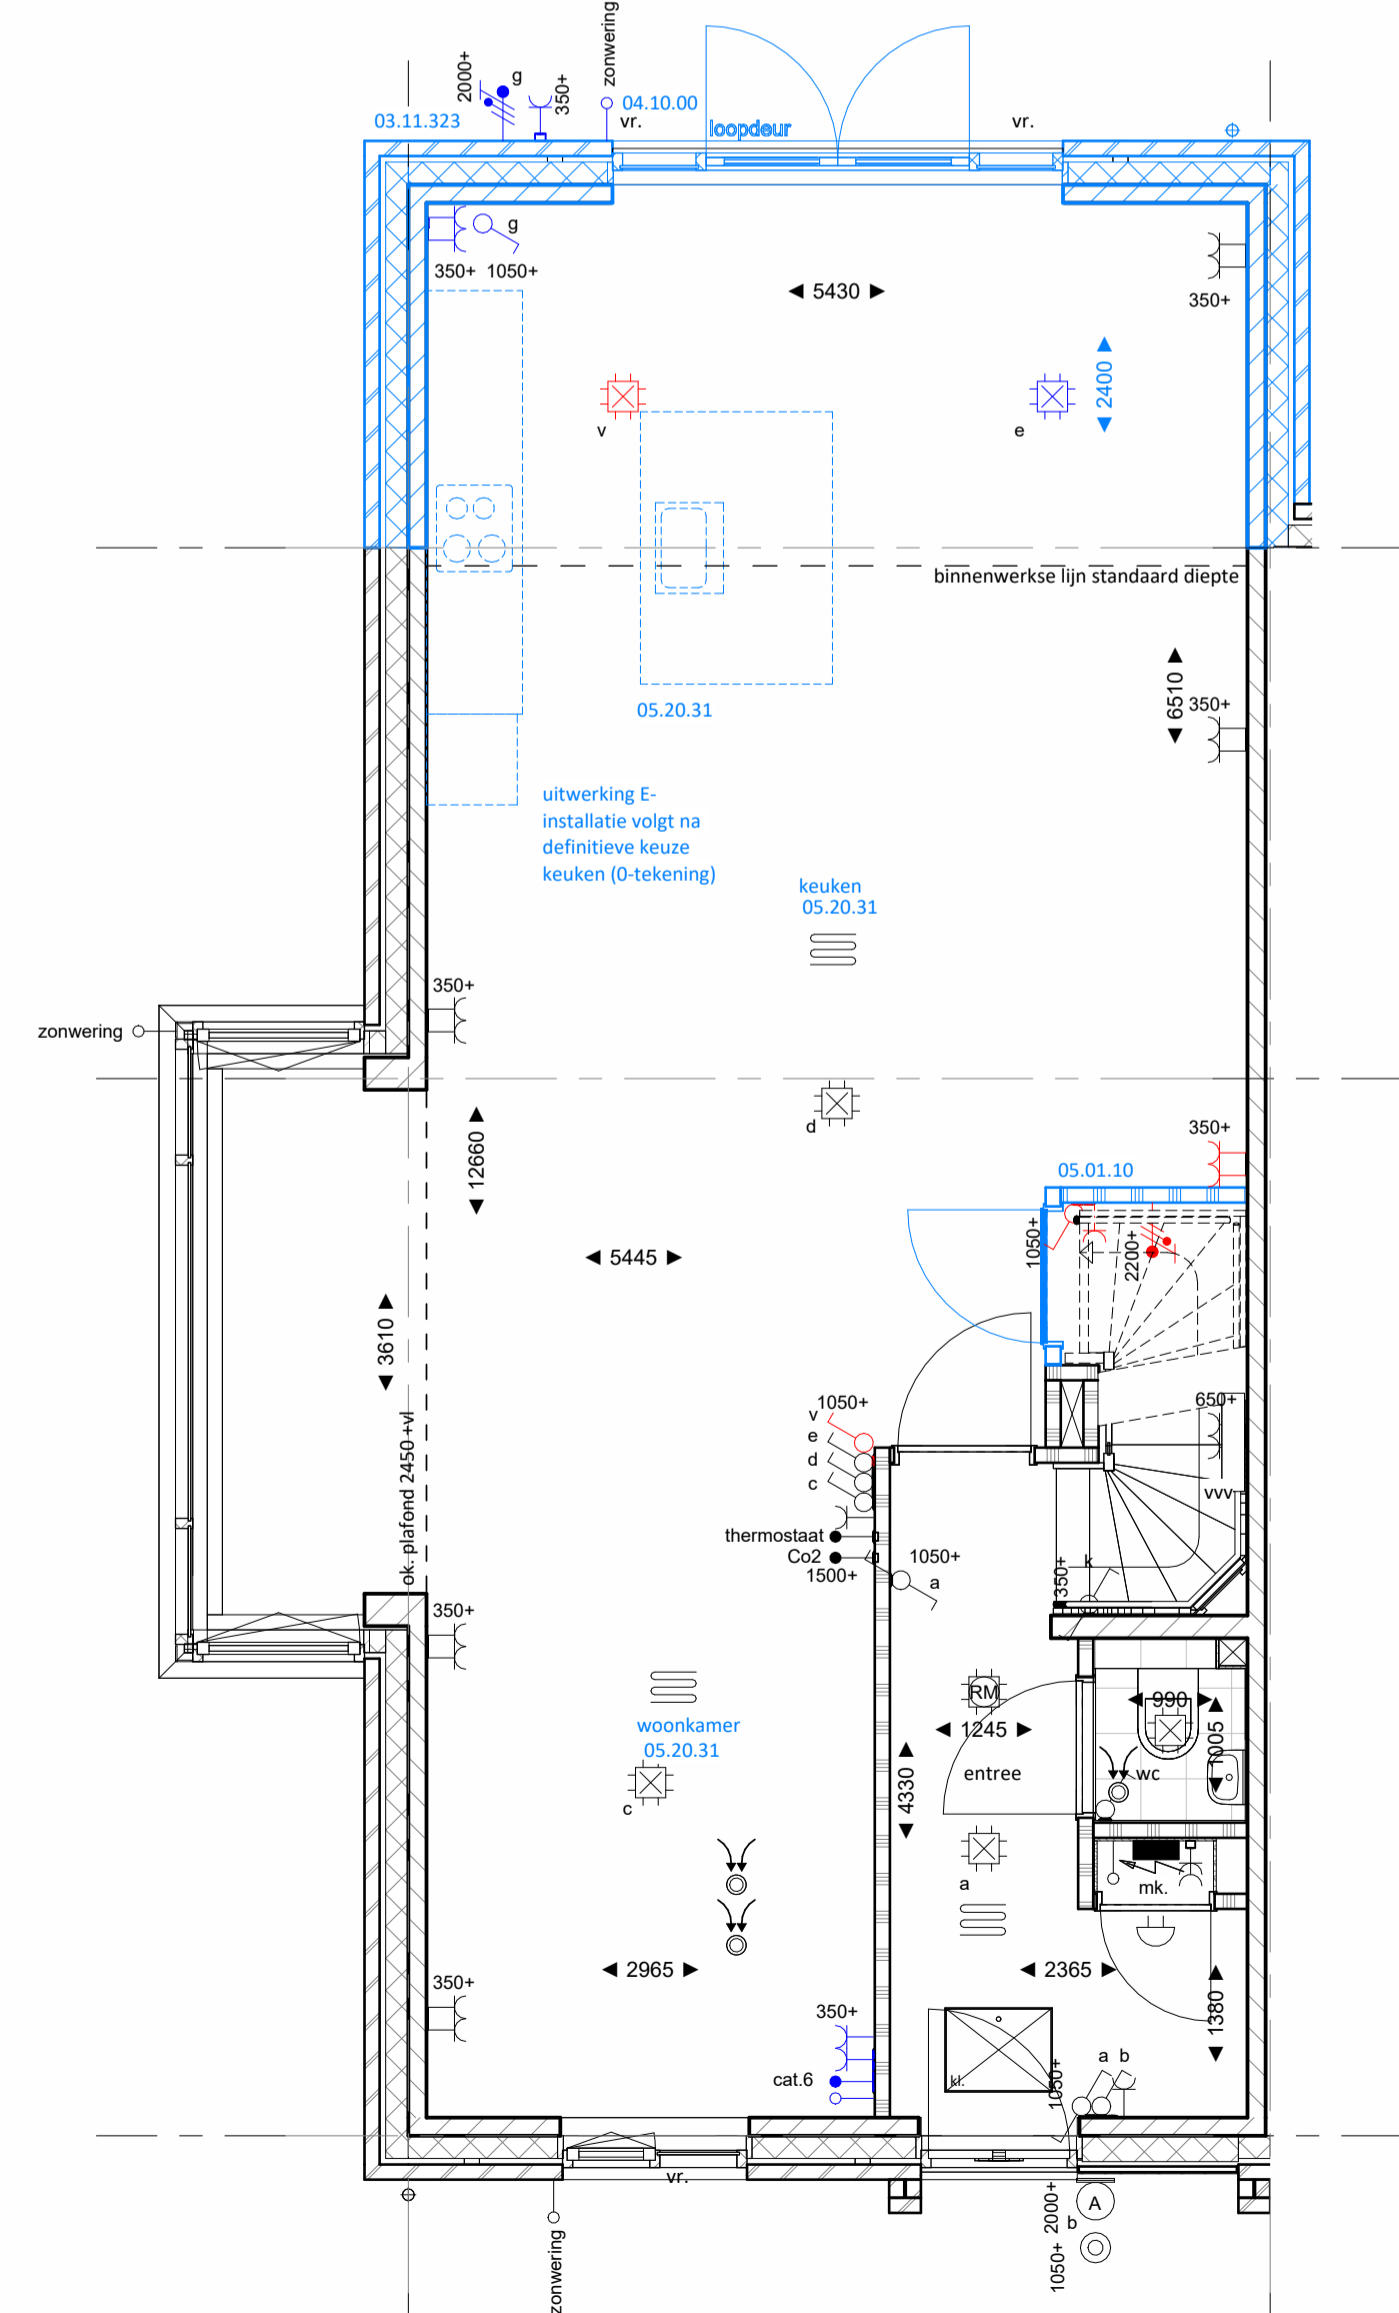 zonwering
2000+
g
350+
04.10.00
03.11.323
vr.
loopdeur
vr.
g
350+
1050+
5430
350+
2400
v
e
binnenwerkse lijn standaard diepte
6510
350+
05.20.31
uitwerking E-
installatie volgt na
definitieve keuze
keuken (0-tekening)
keuken
05.20.31
350+
zonwering
d
12660
350+
05.01.10
1050+
2200+
5445
3610
1050+
v
e
d
c
650+
ok. plafond 2450 +vl
vvv
thermostaat
Co2
1500+
1050+
a
350+
k
350+
RM
990
1245
1005
woonkamer
05.20.31
entree
wc
4330
c
a
mk.
2965
2365
350+
1380
350+
cat.6
kl.
1050+
a
b
vr.
2000+
A
b
1050+
zonwering